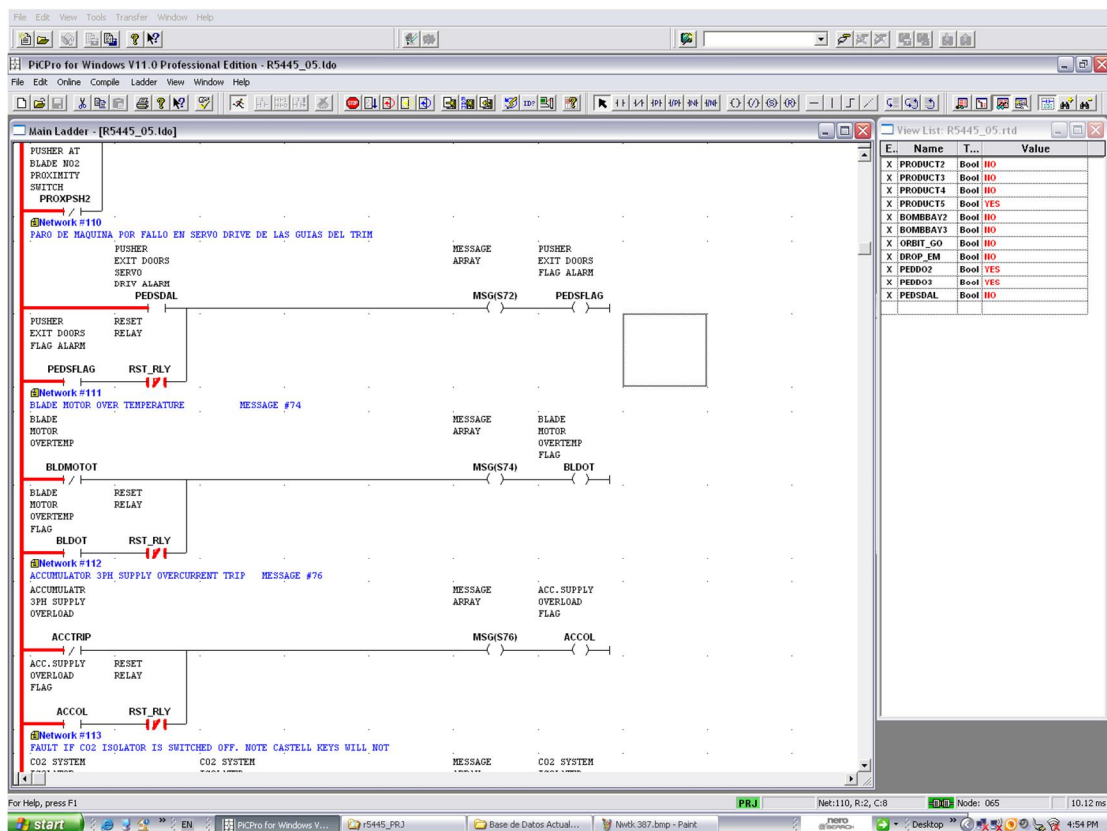 File Edit View Tools Transfer Window Help
PiCPro for Windows V11.0 Professional Edition - R5445_05.ldo
File Edit Online Compile Ladder View Window Help
Main Ladder - [R5445_05.ldo]
PUSHER AT
BLADE NO2
PROXIMITY
SWITCH
PROXPSH2
Network #110
PARO DE MAQUINA POR FALLO EN SERVO DRIVE DE LAS GUIAS DEL TRIM
PUSHER MESSAGE PUSHER
EXIT DOORS ARRAY EXIT DOORS
SERVO FLAG ALARM
DRIV ALARM
PEDSDAL MSG(S72) PEDSFLAG
PUSHER RESET
EXIT DOORS RELAY
FLAG ALARM
PEDSFLAG RST_RLY
Network #111
BLADE MOTOR OVER TEMPERATURE MESSAGE #74
BLADE MESSAGE BLADE
MOTOR ARRAY MOTOR
OVERTEMP OVERTEMP
FLAG
BLDMOTOT MSG(S74) BLDOT
BLADE RESET
MOTOR RELAY
OVERTEMP
FLAG
BLDOT RST_RLY
Network #112
ACCUMULATOR 3PH SUPPLY OVERCURRENT TRIP MESSAGE #76
ACCUMULATR MESSAGE ACC.SUPPLY
3PH SUPPLY ARRAY OVERLOAD
OVERLOAD FLAG
ACCTRIP MSG(S76) ACCOL
ACC.SUPPLY RESET
OVERLOAD RELAY
FLAG
ACCOL RST_RLY
Network #113
FAULT IF CO2 ISOLATOR IS SWITCHED OFF. NOTE CASTELL KEYS WILL NOT
CO2 SYSTEM CO2 SYSTEM MESSAGE CO2 SYSTEM
View List: R5445_05.rtd
E.. Name T... Value
X PRODUCT2 Bool NO
X PRODUCT3 Bool NO
X PRODUCT4 Bool NO
X PRODUCT5 Bool YES
X BOMBBAY2 Bool NO
X BOMBBAY3 Bool NO
X ORBIT_GO Bool NO
X DROP_EM Bool NO
X PEDDO2 Bool YES
X PEDDO3 Bool YES
X PEDSDAL Bool NO
For Help, press F1 PRJ Net:110, R:2, C:8 Node: 065 10.12 ms
start EN PiCPro for Windows V... r5445_PRJ Base de Datos Actual... Nwtk 387.bmp - Paint nero SEARCH Desktop 4:54 PM